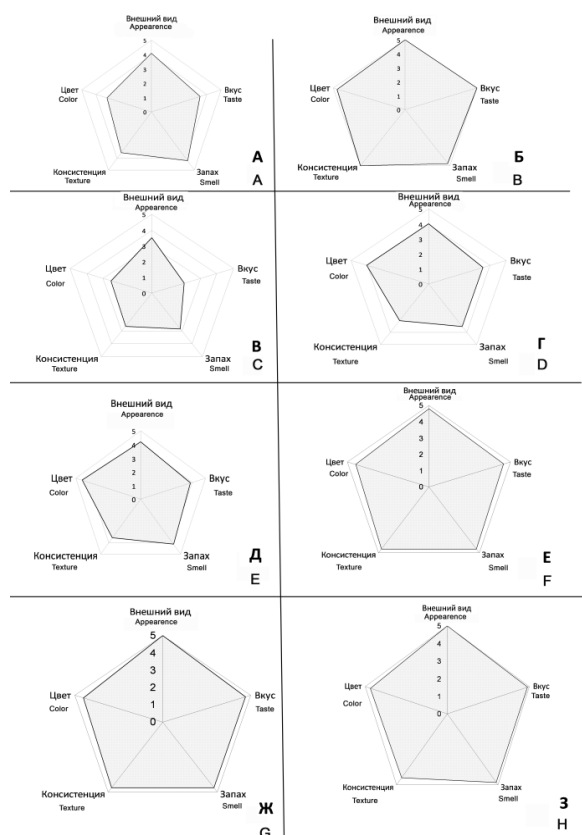 Внешний вид
Appearence
5
4
3
2
1
0
Цвет
Color
Вкус
Taste
Консистенция
Texture
Запах
Smell
А
A
Внешний вид
Appearence
5
4
3
2
1
0
Цвет
Color
Вкус
Taste
Консистенция
Texture
Запах
Smell
Б
B
Внешний вид
Appearence
5
4
3
2
1
0
Цвет
Color
Вкус
Taste
Консистенция
Texture
Запах
Smell
В
C
Внешний вид
Appearence
5
4
3
2
1
0
Цвет
Color
Вкус
Taste
Консистенция
Texture
Запах
Smell
Г
D
Внешний вид
Appearence
5
4
3
2
1
0
Цвет
Color
Вкус
Taste
Консистенция
Texture
Запах
Smell
Д
E
Внешний вид
Appearence
5
4
3
2
1
0
Цвет
Color
Вкус
Taste
Консистенция
Texture
Запах
Smell
Е
F
Внешний вид
Appearence
5
4
3
2
1
0
Цвет
Color
Вкус
Taste
Консистенция
Texture
Запах
Smell
Ж
G
Внешний вид
Appearence
5
4
3
2
1
0
Цвет
Color
Вкус
Taste
Консистенция
Texture
Запах
Smell
З
H